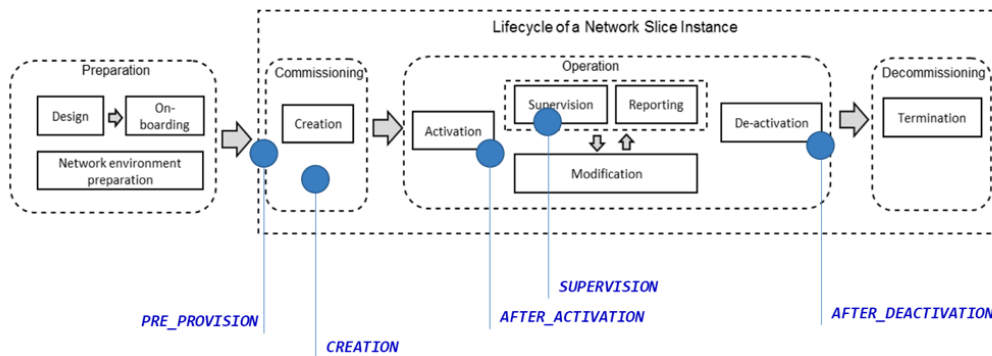 Lifecycle of a Network Slice Instance
Preparation
Design
On-
boarding
Network environment
preparation
Commissioning
Creation
Operation
Activation
Supervision
Reporting
Modification
De-activation
Decommissioning
Termination
SUPERVISION
PRE_PROVISION
AFTER_ACTIVATION
AFTER_DEACTIVATION
CREATION